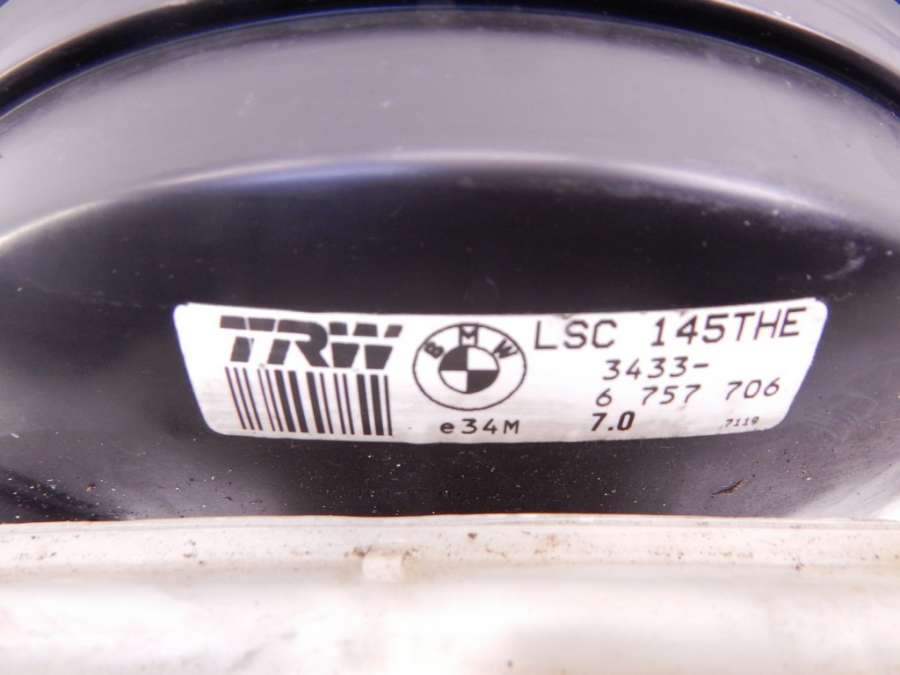 TRW
BMW
LSC 145THE
3433-
6 757 706
e34M
7.0
7119